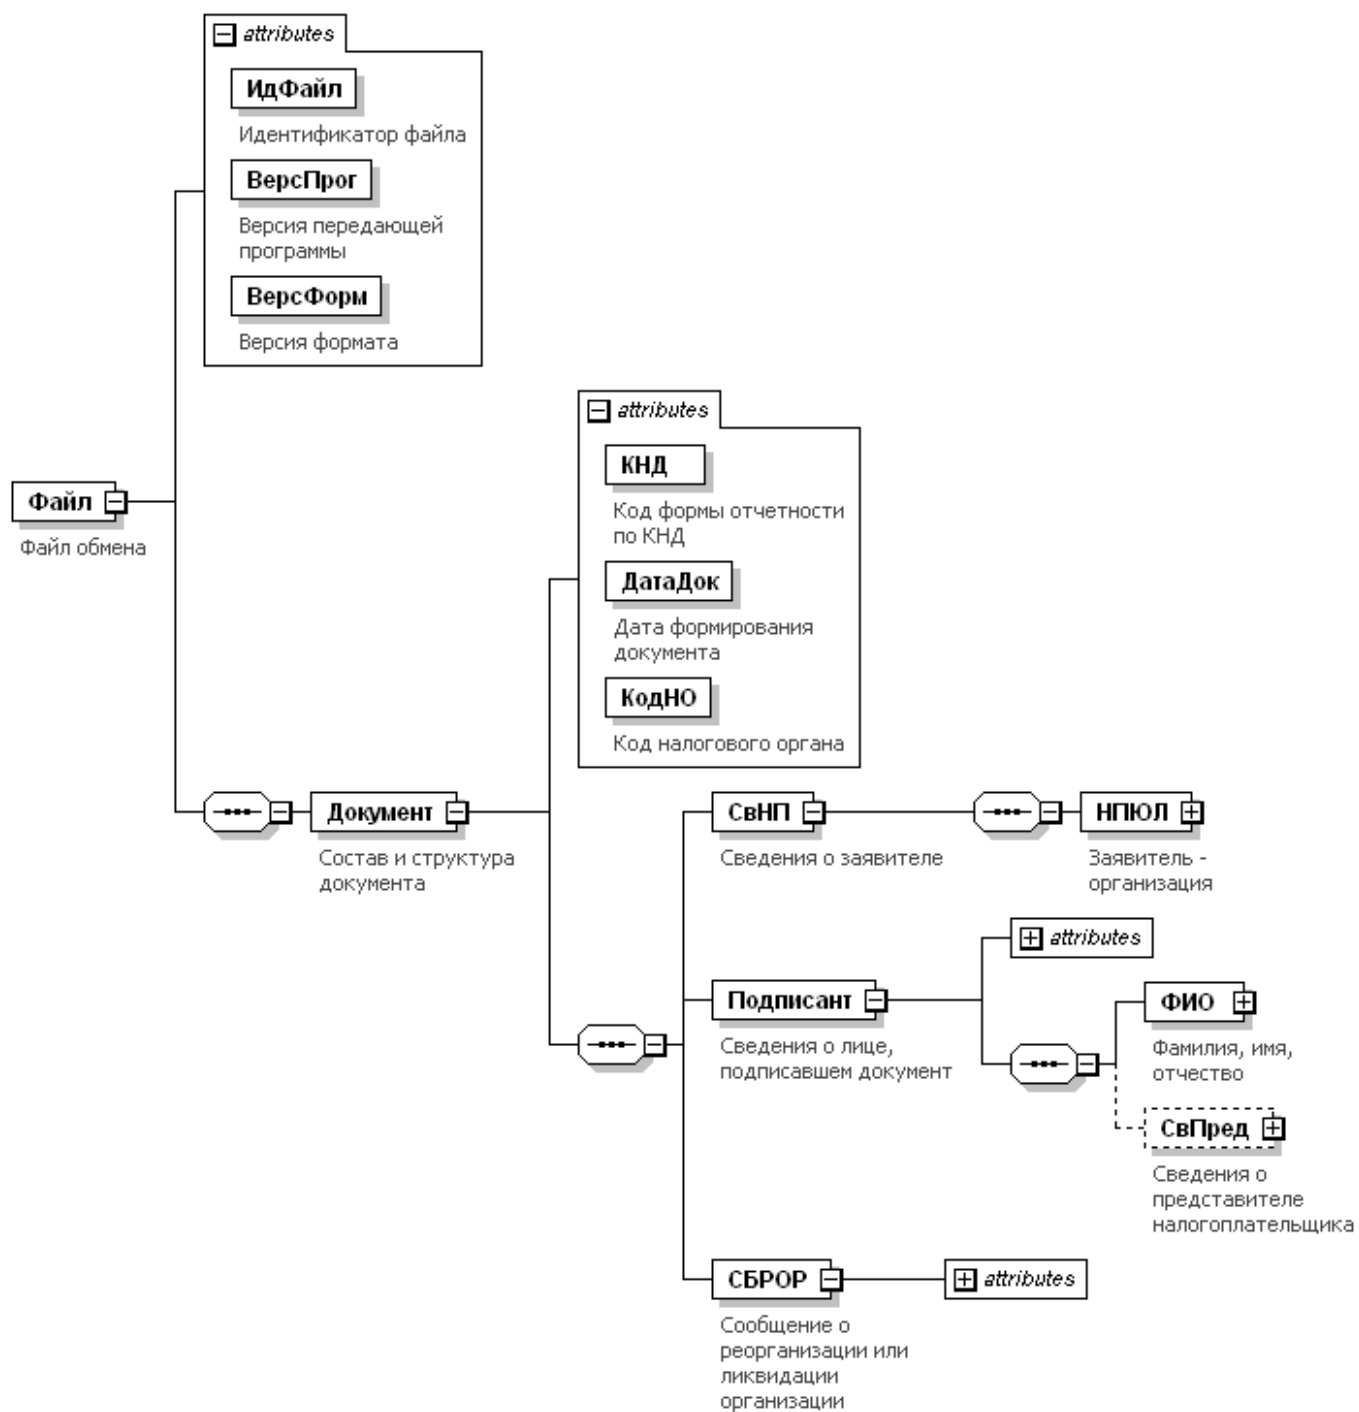 attributes
ИдФайл
Идентификатор файла
ВерсПрог
Версия передающей
программы
ВерсФорм
Версия формата
attributes
КНД
Код формы отчетности
по КНД
ДатаДок
Дата формирования
документа
КодНО
Код налогового органа
Файл
Файл обмена
Документ
Состав и структура
документа
СвНП
Сведения о заявителе
НПЮЛ
Заявитель -
организация
attributes
Подписант
Сведения о лице,
подписавшем документ
ФИО
Фамилия, имя,
отчество
СвПред
Сведения о
представителе
налогоплательщика
СБРОР
attributes
Сообщение о
реорганизации или
ликвидации
организации